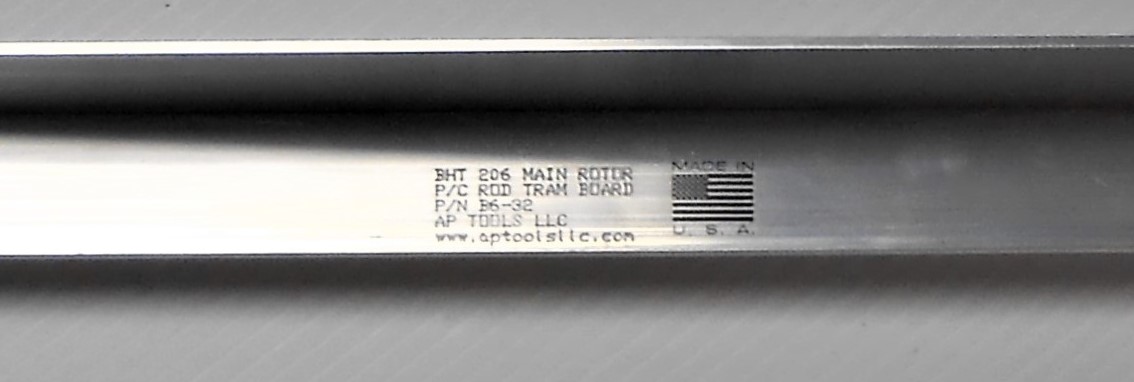 BHT 206 MAIN ROTOR
P/C ROD TRAM BOARD
P/N B6-32
AP TOOLS LLC
www.aptoolsllc.com
MADE IN
U. S. A.